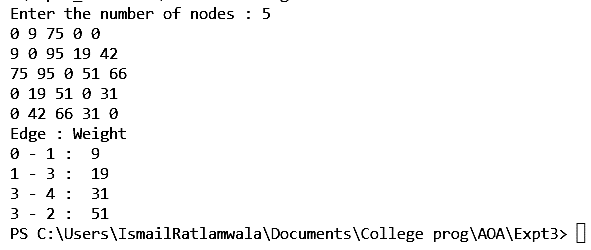 Enter the number of nodes : 5
0 9 75 0 0
9 0 95 19 42
75 95 0 51 66
0 19 51 0 31
0 42 66 31 0
Edge : Weight
0 - 1 :  9
1 - 3 :  19
3 - 4 :  31
3 - 2 :  51
PS C:\Users\IsmailRatlamwala\Documents\College prog\AOA\Expt3>